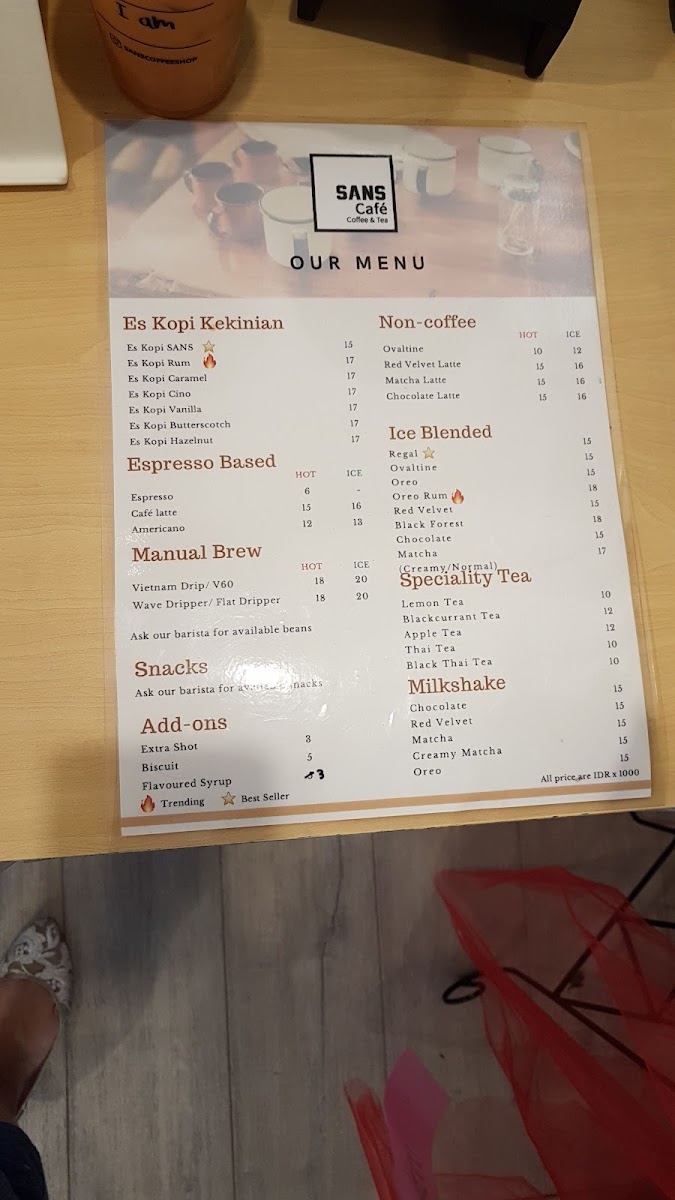 I am
SANSCOFFEESHOP
SANS
Café
Coffee & Tea
OUR MENU
Es Kopi Kekinian
Es Kopi SANS 15
Es Kopi Rum 17
Es Kopi Caramel 17
Es Kopi Cino 17
Es Kopi Vanilla 17
Es Kopi Butterscotch 17
Es Kopi Hazelnut 17
Espresso Based
HOT ICE
Espresso 6 -
Café latte 15 16
Americano 12 13
Manual Brew
HOT ICE
Vietnam Drip/ V60 18 20
Wave Dripper/ Flat Dripper 18 20
Ask our barista for available beans
Snacks
Ask our barista for snacks
Add-ons
Extra Shot 3
Biscuit 5
Flavoured Syrup 3
Trending Best Seller
Non-coffee
HOT ICE
Ovaltine 10 12
Red Velvet Latte 15 16
Matcha Latte 15 16
Chocolate Latte 15 16
Ice Blended
Regal 15
Ovaltine 15
Oreo 15
Oreo Rum 18
Red Velvet 15
Black Forest 18
Chocolate 15
Matcha 17
(Creamy/Normal)
Speciality Tea
Lemon Tea 10
Blackcurrant Tea 12
Apple Tea 12
Thai Tea 10
Black Thai Tea 10
Milkshake
Chocolate 15
Red Velvet 15
Matcha 15
Creamy Matcha 15
Oreo 15
All price are IDR x 1000